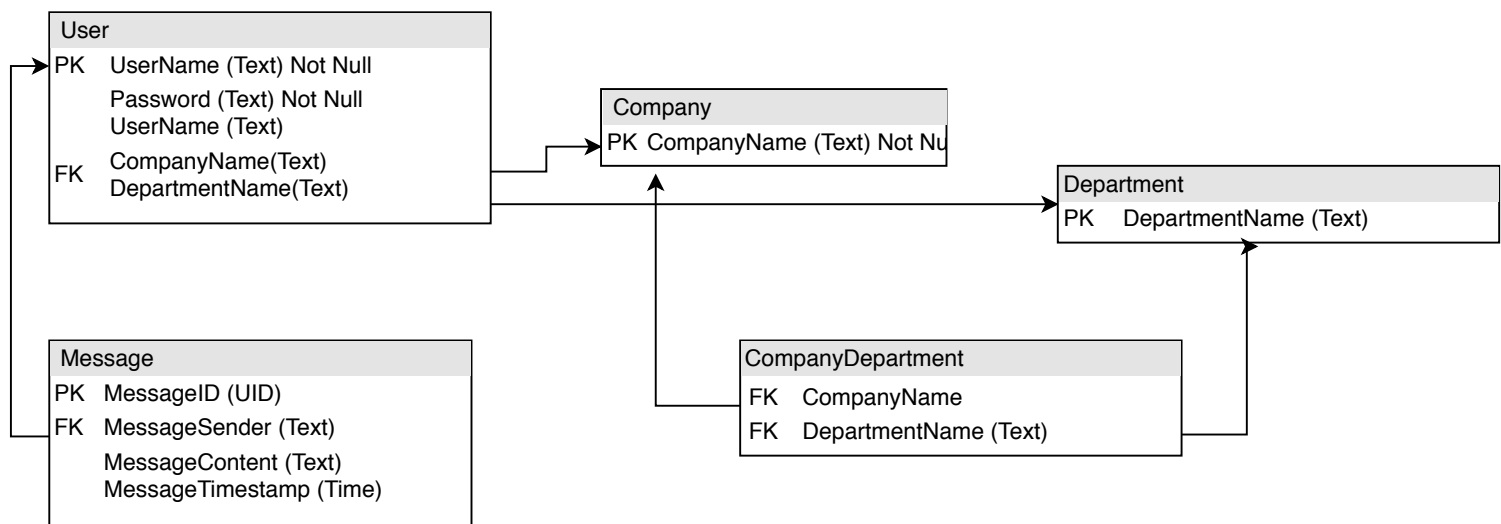 User
PK UserName (Text) Not Null
Password (Text) Not Null
UserName (Text)
FK CompanyName(Text)
DepartmentName(Text)
Company
PK CompanyName (Text) Not Nu
Department
PK DepartmentName (Text)
Message
PK MessageID (UID)
FK MessageSender (Text)
MessageContent (Text)
MessageTimestamp (Time)
CompanyDepartment
FK CompanyName
FK DepartmentName (Text)